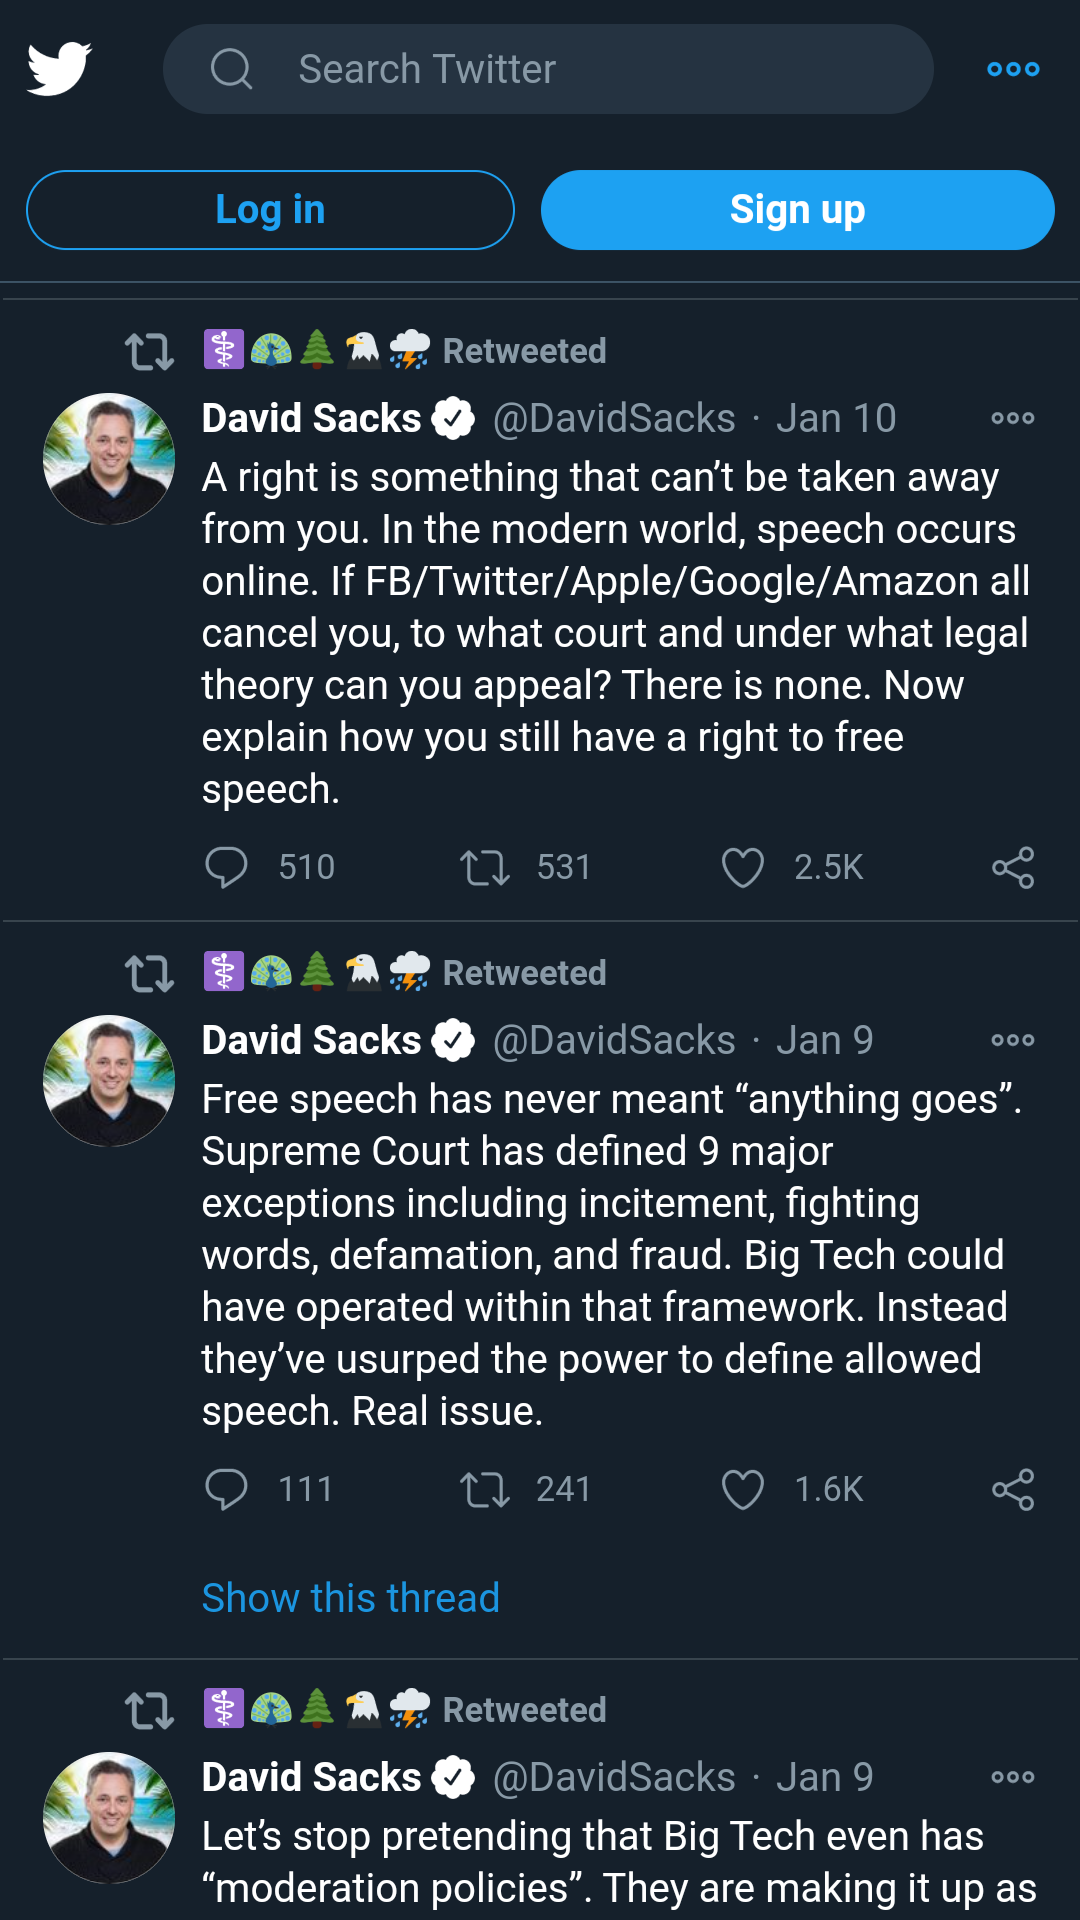 Search Twitter
Log in
Sign up
⚕️🦚🌲🦅⛈️ Retweeted
David Sacks @DavidSacks · Jan 10
A right is something that can’t be taken away
from you. In the modern world, speech occurs
online. If FB/Twitter/Apple/Google/Amazon all
cancel you, to what court and under what legal
theory can you appeal? There is none. Now
explain how you still have a right to free
speech.
510 531 2.5K
⚕️🦚🌲🦅⛈️ Retweeted
David Sacks @DavidSacks · Jan 9
Free speech has never meant “anything goes”.
Supreme Court has defined 9 major
exceptions including incitement, fighting
words, defamation, and fraud. Big Tech could
have operated within that framework. Instead
they’ve usurped the power to define allowed
speech. Real issue.
111 241 1.6K
Show this thread
⚕️🦚🌲🦅⛈️ Retweeted
David Sacks @DavidSacks · Jan 9
Let’s stop pretending that Big Tech even has
“moderation policies”. They are making it up as